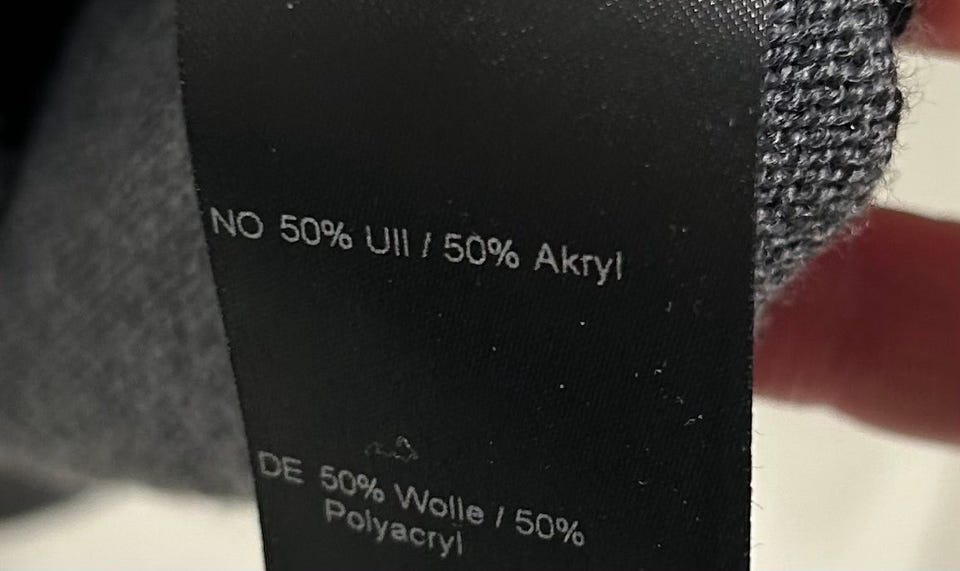 NO 50% Ull / 50% Akryl
DE 50% Wolle / 50%
Polyacryl